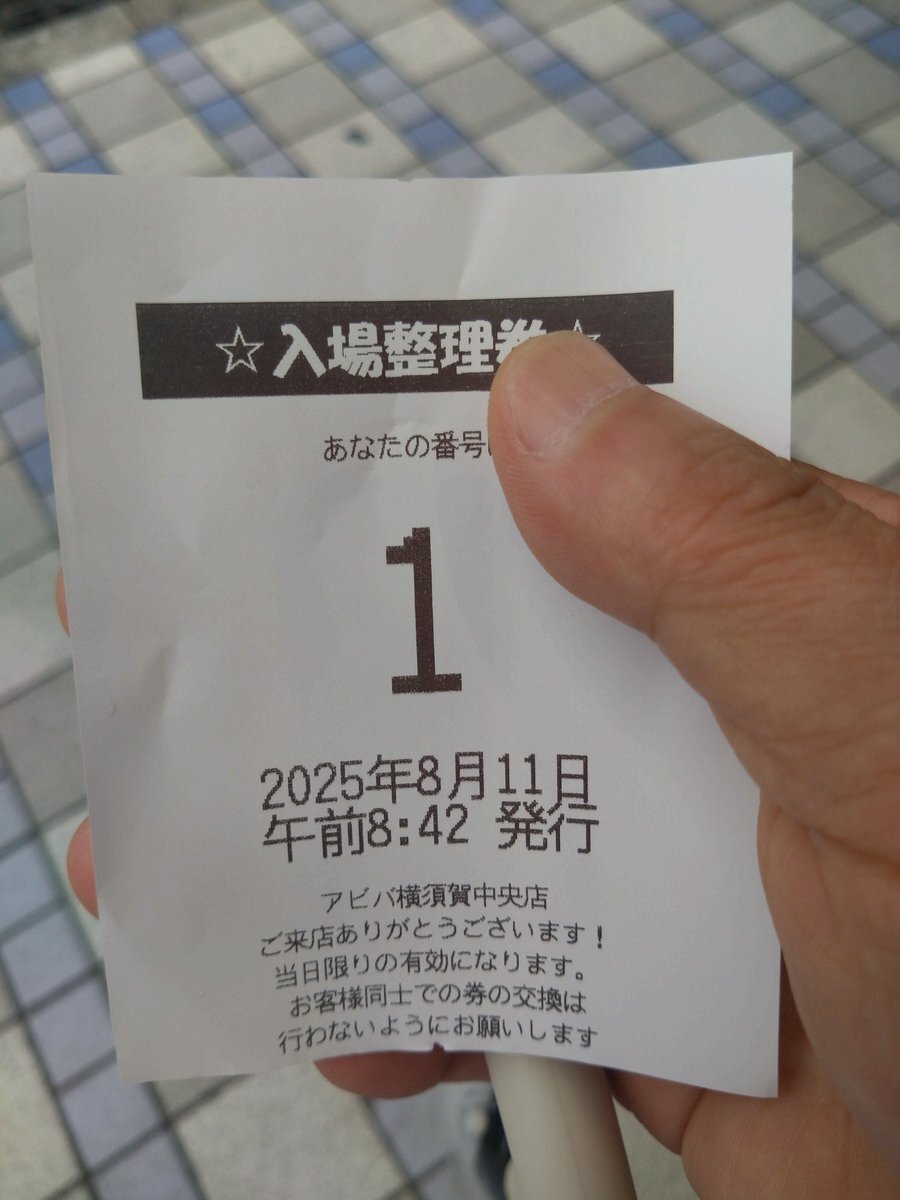 ☆入場整理券☆
あなたの番号
1
2025年8月11日
午前8:42 発行
アビバ横須賀中央店
ご来店ありがとうございます!
当日限りの有効になります。
お客様同士での券の交換は
行わないようにお願いします